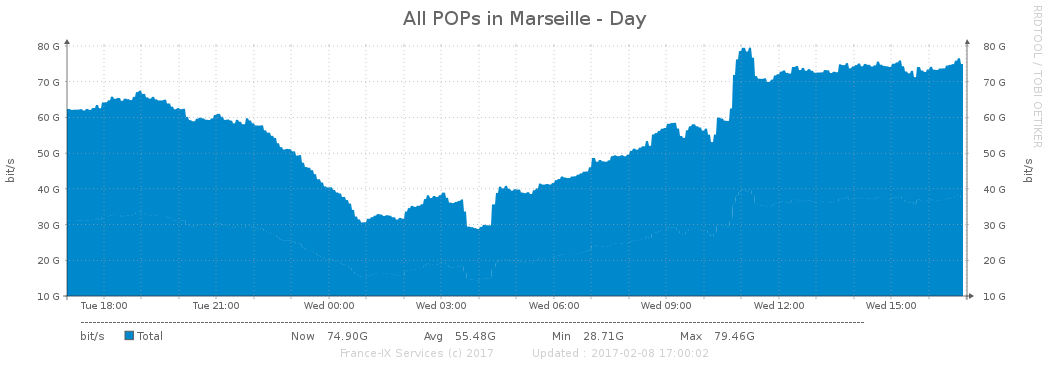 All POPs in Marseille - Day
RRDTOOL / TOBI OETIKER
80 G 80 G
70 G 70 G
60 G 60 G
50 G 50 G
40 G 40 G
30 G 30 G
20 G 20 G
10 G 10 G
bit/s
bit/s
Tue 18:00 Tue 21:00 Wed 00:00 Wed 03:00 Wed 06:00 Wed 09:00 Wed 12:00 Wed 15:00
bit/s Total Now 74.90G Avg 55.48G Min 28.71G Max 79.46G
France-IX Services (c) 2017 Updated : 2017-02-08 17:00:02